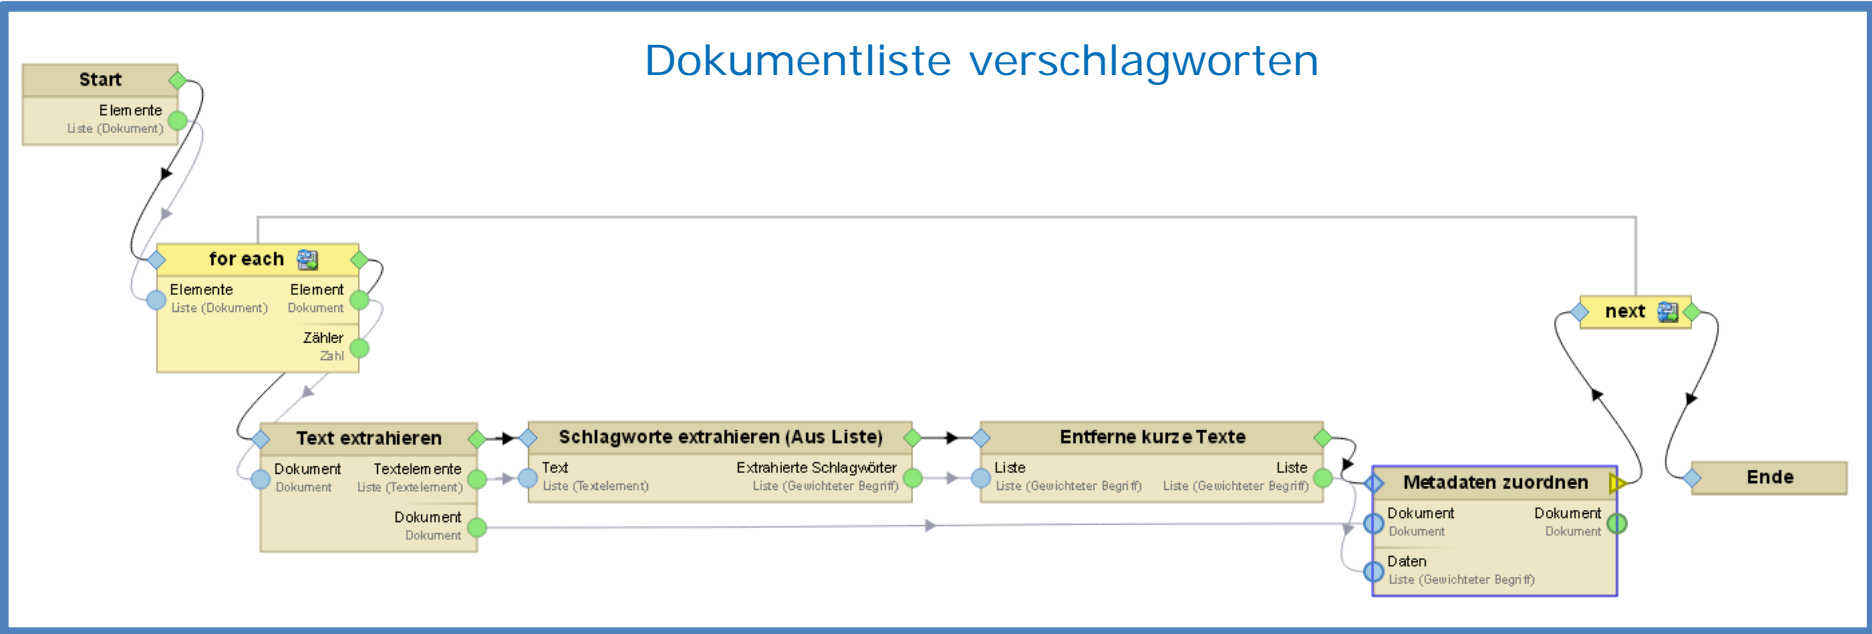 Dokumentliste verschlagworten
Start
Elemente
Liste (Dokument)
for each
Elemente
Liste (Dokument)
Element
Dokument
Zähler
Zahl
Text extrahieren
Dokument
Dokument
Textelemente
Liste (Textelement)
Dokument
Dokument
Schlagworte extrahieren (Aus Liste)
Text
Liste (Textelement)
Extrahierte Schlagwörter
Liste (Gewichteter Begriff)
Entferne kurze Texte
Liste
Liste (Gewichteter Begriff)
Liste
Liste (Gewichteter Begriff)
Metadaten zuordnen
Dokument
Dokument
Dokument
Dokument
Daten
Liste (Gewichteter Begriff)
next
Ende